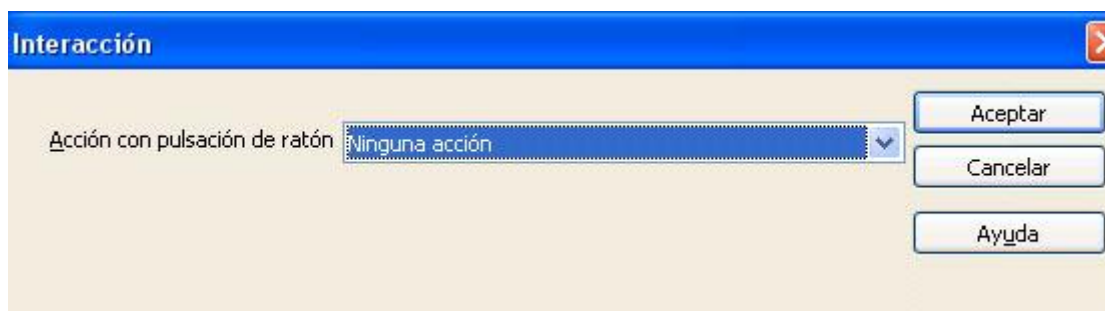 Interacción
Acción con pulsación de ratón
Ninguna acción
Aceptar
Cancelar
Ayuda